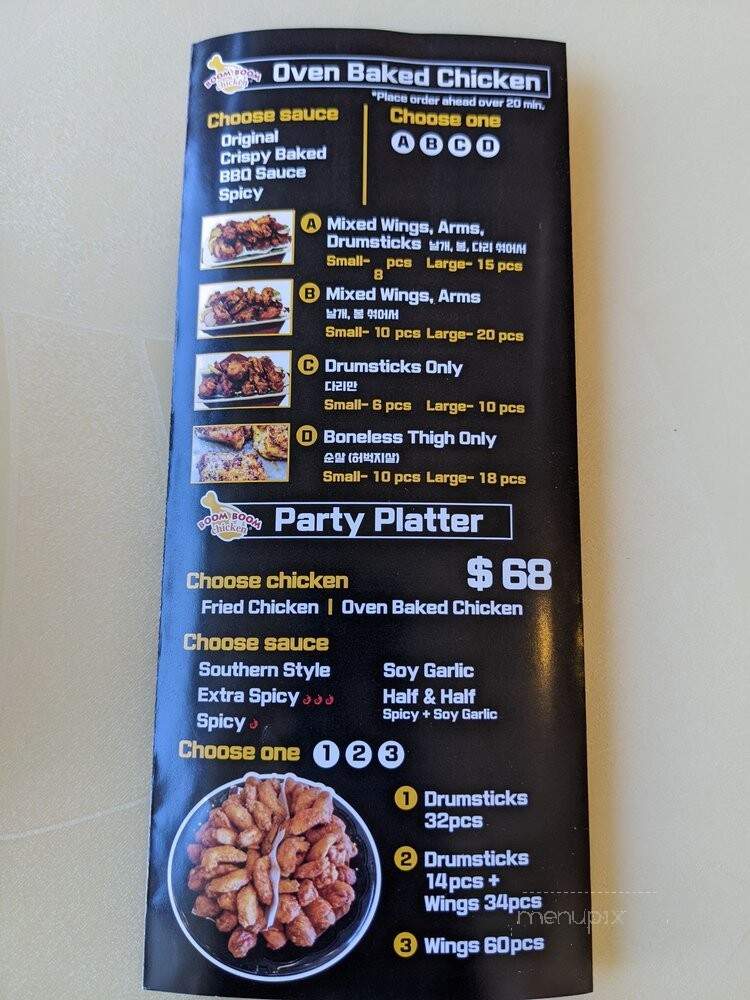 BOOM BOOM
chicken
Oven Baked Chicken
*Place order ahead over 20 min.
Choose sauce
Original
Crispy Baked
BBQ Sauce
Spicy
Choose one
A B C D
A Mixed Wings, Arms,
Drumsticks 날개, 봉, 다리 섞어서
Small- 8 pcs Large- 15 pcs
B Mixed Wings, Arms
날개, 봉 섞어서
Small- 10 pcs Large- 20 pcs
C Drumsticks Only
다리만
Small- 6 pcs Large- 10 pcs
D Boneless Thigh Only
순살 (허벅지살)
Small- 10 pcs Large- 18 pcs
BOOM BOOM
chicken
Party Platter
$ 68
Choose chicken
Fried Chicken | Oven Baked Chicken
Choose sauce
Southern Style
Extra Spicy
Spicy
Soy Garlic
Half & Half
Spicy + Soy Garlic
Choose one 1 2 3
1 Drumsticks
32pcs
2 Drumsticks
14pcs +
Wings 34pcs
3 Wings 60pcs
menupix